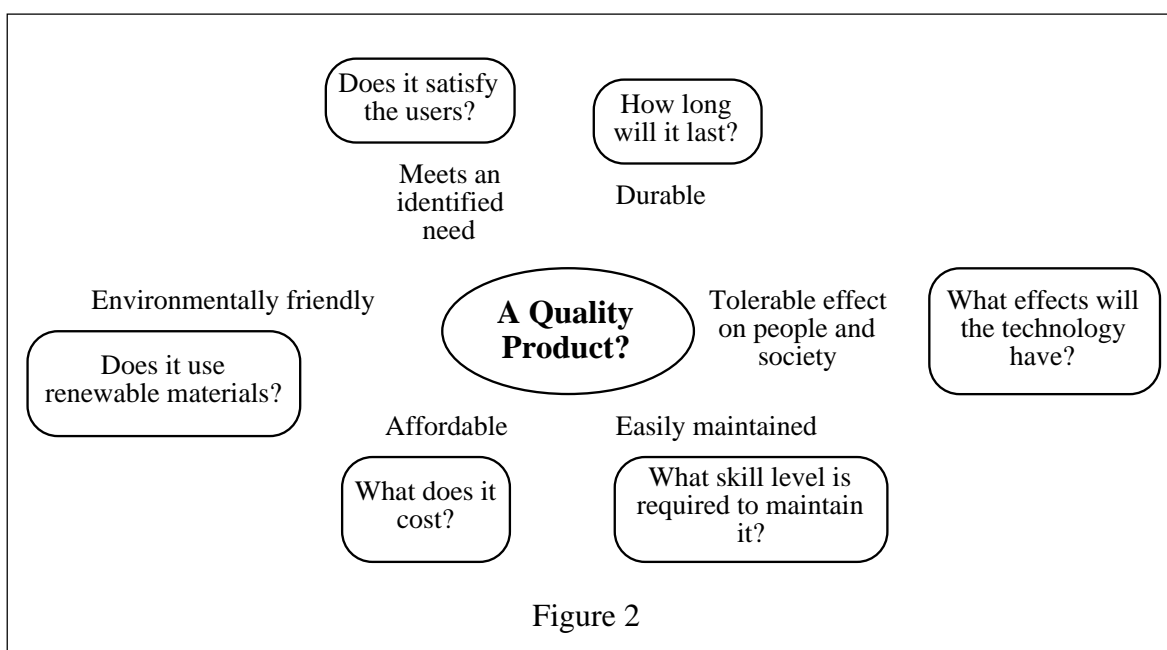 Does it satisfy
the users?
How long
will it last?
Meets an
identified
need
Durable
Environmentally friendly
A Quality
Product?
Tolerable effect
on people and
society
What effects will
the technology
have?
Does it use
renewable materials?
Affordable
Easily maintained
What does it
cost?
What skill level is
required to maintain
it?
Figure 2